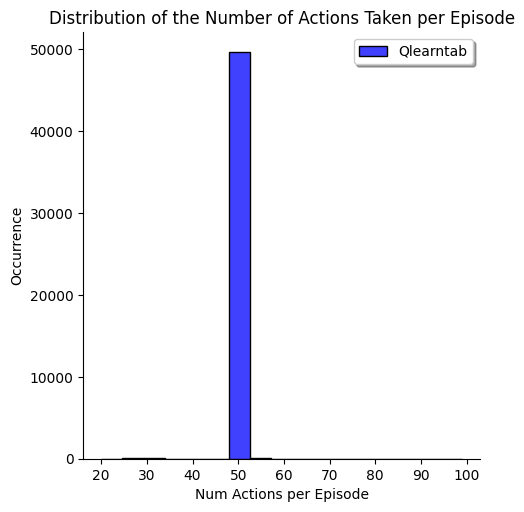 Distribution of the Number of Actions Taken per Episode
Qlearntab
50000
40000
30000
20000
10000
0
Occurrence
20 30 40 50 60 70 80 90 100
Num Actions per Episode